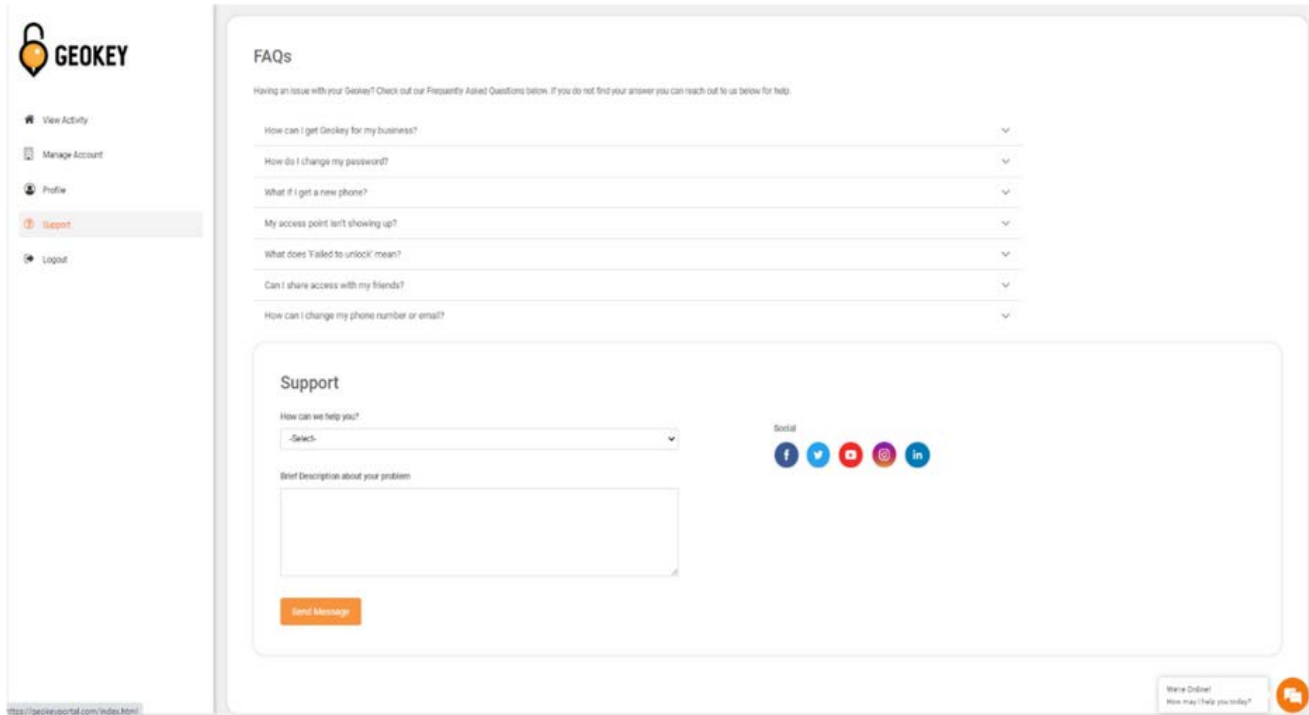 GEOKEY
View Activity
Manage Account
Profile
Support
Logout
FAQs
Having an issue with your Geokey? Check out our Frequently Asked Questions below. If you do not find your answer you can reach out to us below for help.
How can I get Geokey for my business?
How do I change my password?
What if I get a new phone?
My access point isn't showing up?
What does 'Failed to unlock' mean?
Can I share access with my friends?
How can I change my phone number or email?
Support
How can we help you?
-Select-
Brief Description about your problem
Send Message
Social
We're Online!
How may I help you today?
https://geokeyportal.com/index.html